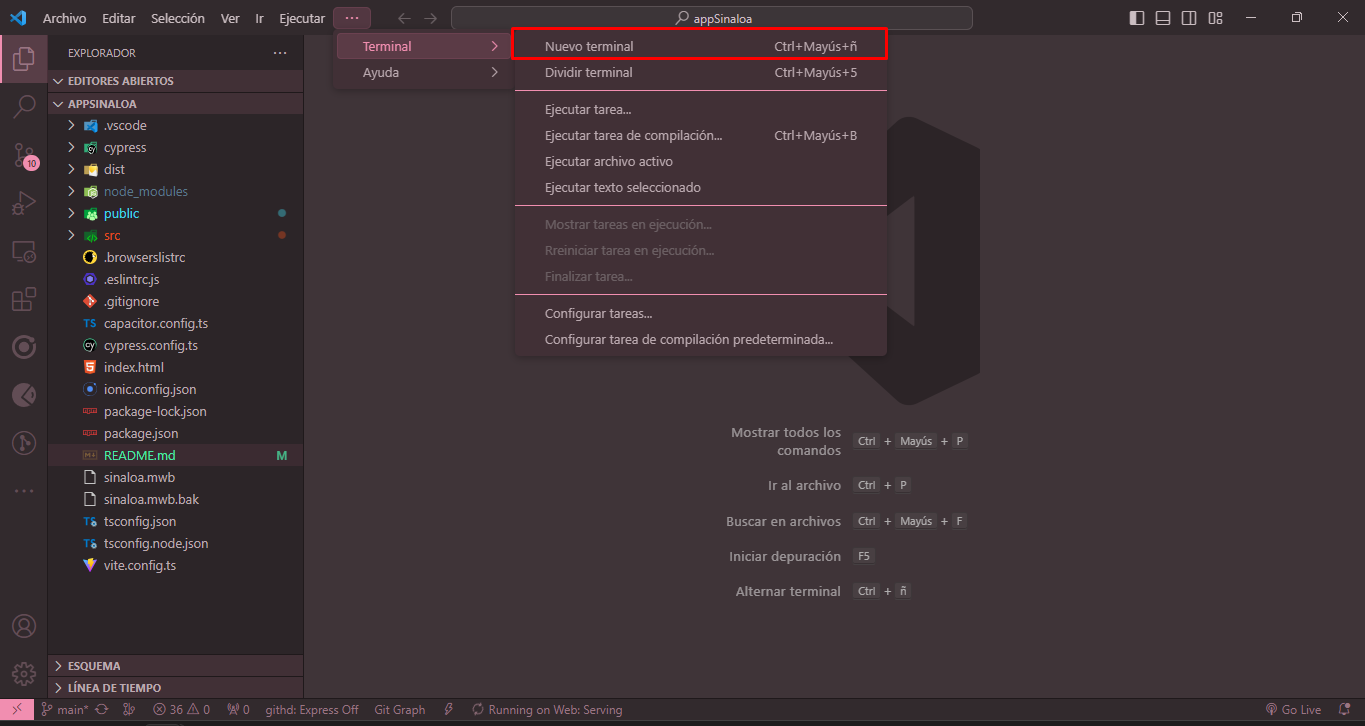 Archivo Editar Selección Ver Ir Ejecutar ··· appSinaloa
Terminal
Ayuda
Nuevo terminal Ctrl+Mayús+ñ
Dividir terminal Ctrl+Mayús+5
Ejecutar tarea...
Ejecutar tarea de compilación... Ctrl+Mayús+B
Ejecutar archivo activo
Ejecutar texto seleccionado
Mostrar tareas en ejecución...
Rreiniciar tarea en ejecución...
Finalizar tarea...
Configurar tareas...
Configurar tarea de compilación predeterminada...
EXPLORADOR ···
EDITORES ABIERTOS
APPSINALOA
.vscode
cypress
dist
node_modules
public
src
.browserslistrc
.eslintrc.js
.gitignore
TS capacitor.config.ts
cy cypress.config.ts
index.html
ionic.config.json
package-lock.json
package.json
README.md M
sinaloa.mwb
sinaloa.mwb.bak
TS tsconfig.json
TS tsconfig.node.json
vite.config.ts
ESQUEMA
LÍNEA DE TIEMPO
10
Mostrar todos los
comandos Ctrl + Mayús + P
Ir al archivo Ctrl + P
Buscar en archivos Ctrl + Mayús + F
Iniciar depuración F5
Alternar terminal Ctrl + ñ
main* 36 0 0 githd: Express Off Git Graph Running on Web: Serving Go Live